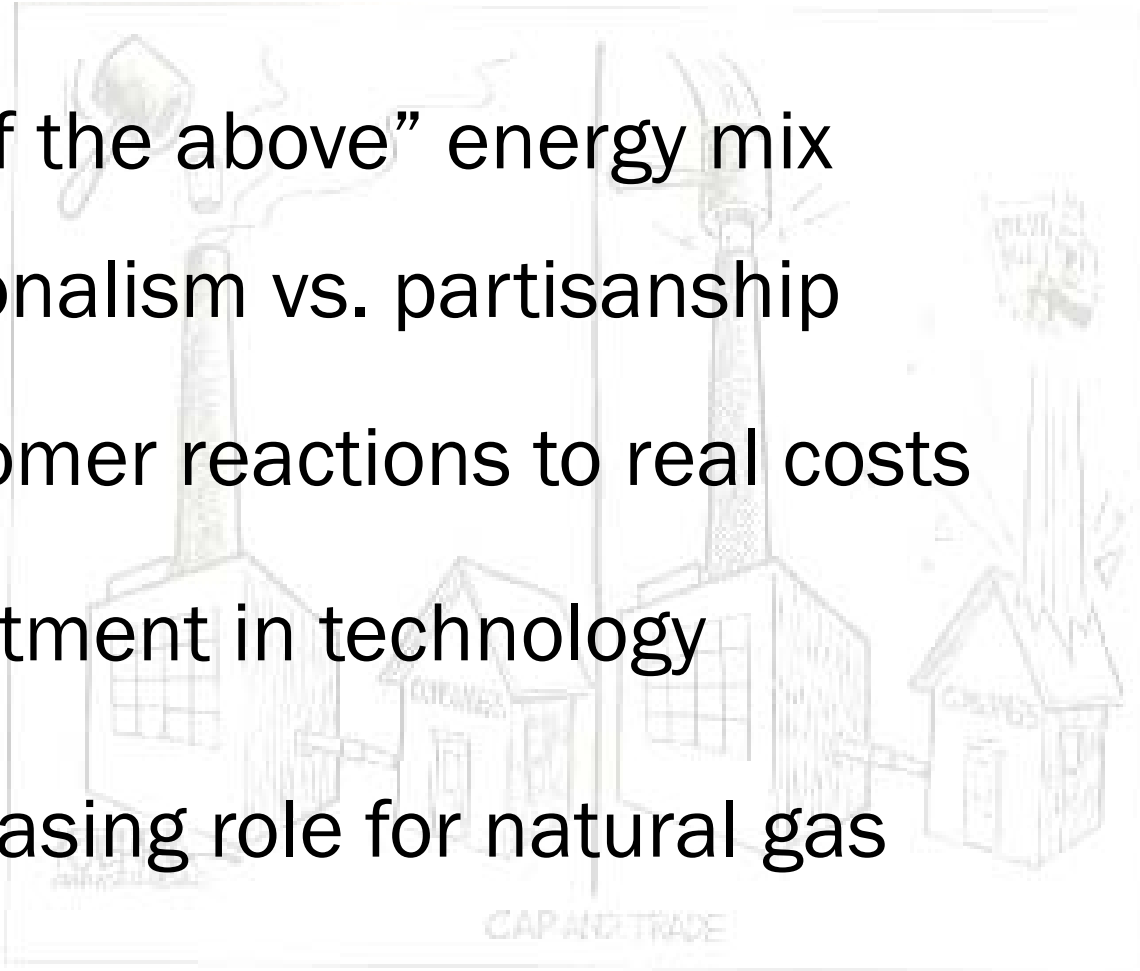 f the above” energy mix
onalism vs. partisanship
omer reactions to real costs
tment in technology
asing role for natural gas
CAP AND TRADE